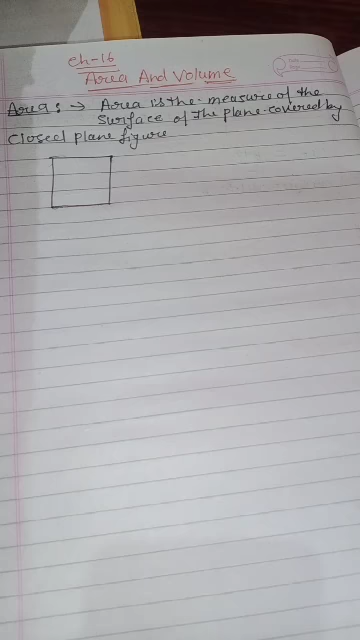 Ch-16
Area And Volume
Area: → Area is the measure of the
surface of the plane covered by
closed plane figure